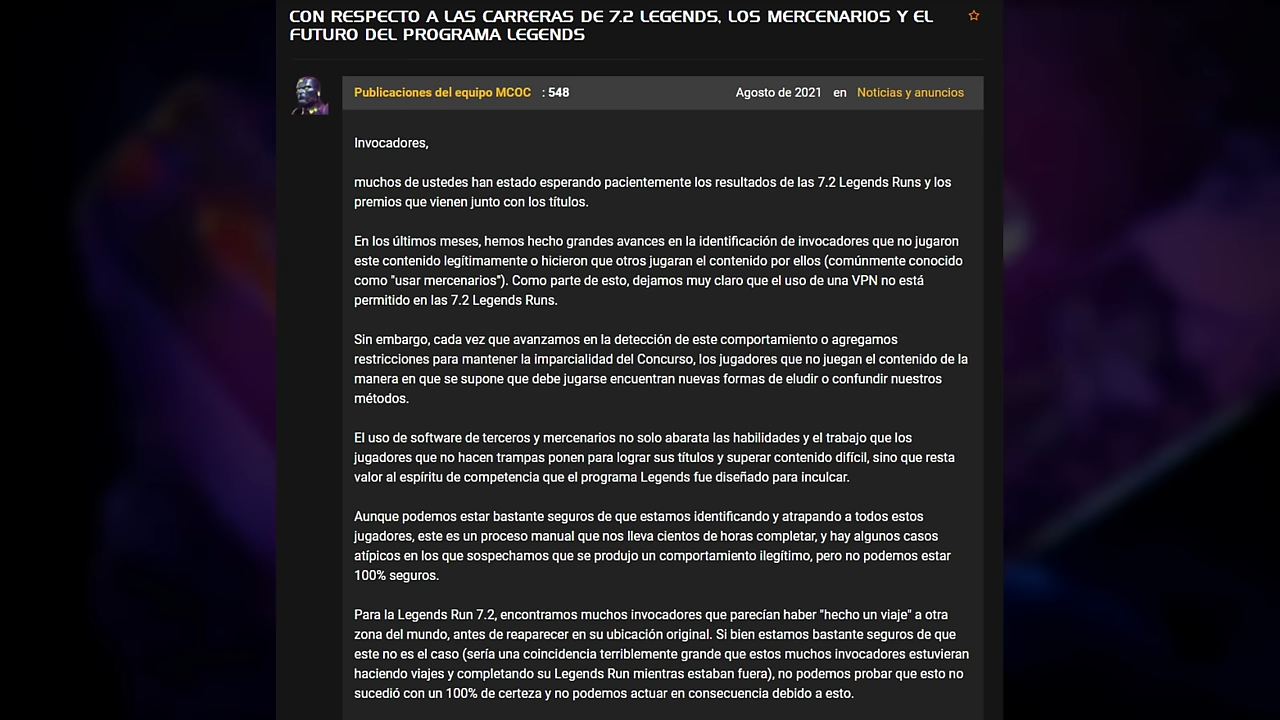 CON RESPECTO A LAS CARRERAS DE 7.2 LEGENDS, LOS MERCENARIOS Y EL
FUTURO DEL PROGRAMA LEGENDS
Publicaciones del equipo MCOC : 548 Agosto de 2021 en Noticias y anuncios
Invocadores,
muchos de ustedes han estado esperando pacientemente los resultados de las 7.2 Legends Runs y los
premios que vienen junto con los títulos.
En los últimos meses, hemos hecho grandes avances en la identificación de invocadores que no jugaron
este contenido legítimamente o hicieron que otros jugaran el contenido por ellos (comúnmente conocido
como "usar mercenarios"). Como parte de esto, dejamos muy claro que el uso de una VPN no está
permitido en las 7.2 Legends Runs.
Sin embargo, cada vez que avanzamos en la detección de este comportamiento o agregamos
restricciones para mantener la imparcialidad del Concurso, los jugadores que no juegan el contenido de la
manera en que se supone que debe jugarse encuentran nuevas formas de eludir o confundir nuestros
métodos.
El uso de software de terceros y mercenarios no solo abarata las habilidades y el trabajo que los
jugadores que no hacen trampas ponen para lograr sus títulos y superar contenido difícil, sino que resta
valor al espíritu de competencia que el programa Legends fue diseñado para inculcar.
Aunque podemos estar bastante seguros de que estamos identificando y atrapando a todos estos
jugadores, este es un proceso manual que nos lleva cientos de horas completar, y hay algunos casos
atípicos en los que sospechamos que se produjo un comportamiento ilegítimo, pero no podemos estar
100% seguros.
Para la Legends Run 7.2, encontramos muchos invocadores que parecían haber "hecho un viaje" a otra
zona del mundo, antes de reaparecer en su ubicación original. Si bien estamos bastante seguros de que
este no es el caso (sería una coincidencia terriblemente grande que estos muchos invocadores estuvieran
haciendo viajes y completando su Legends Run mientras estaban fuera), no podemos probar que esto no
sucedió con un 100% de certeza y no podemos actuar en consecuencia debido a esto.